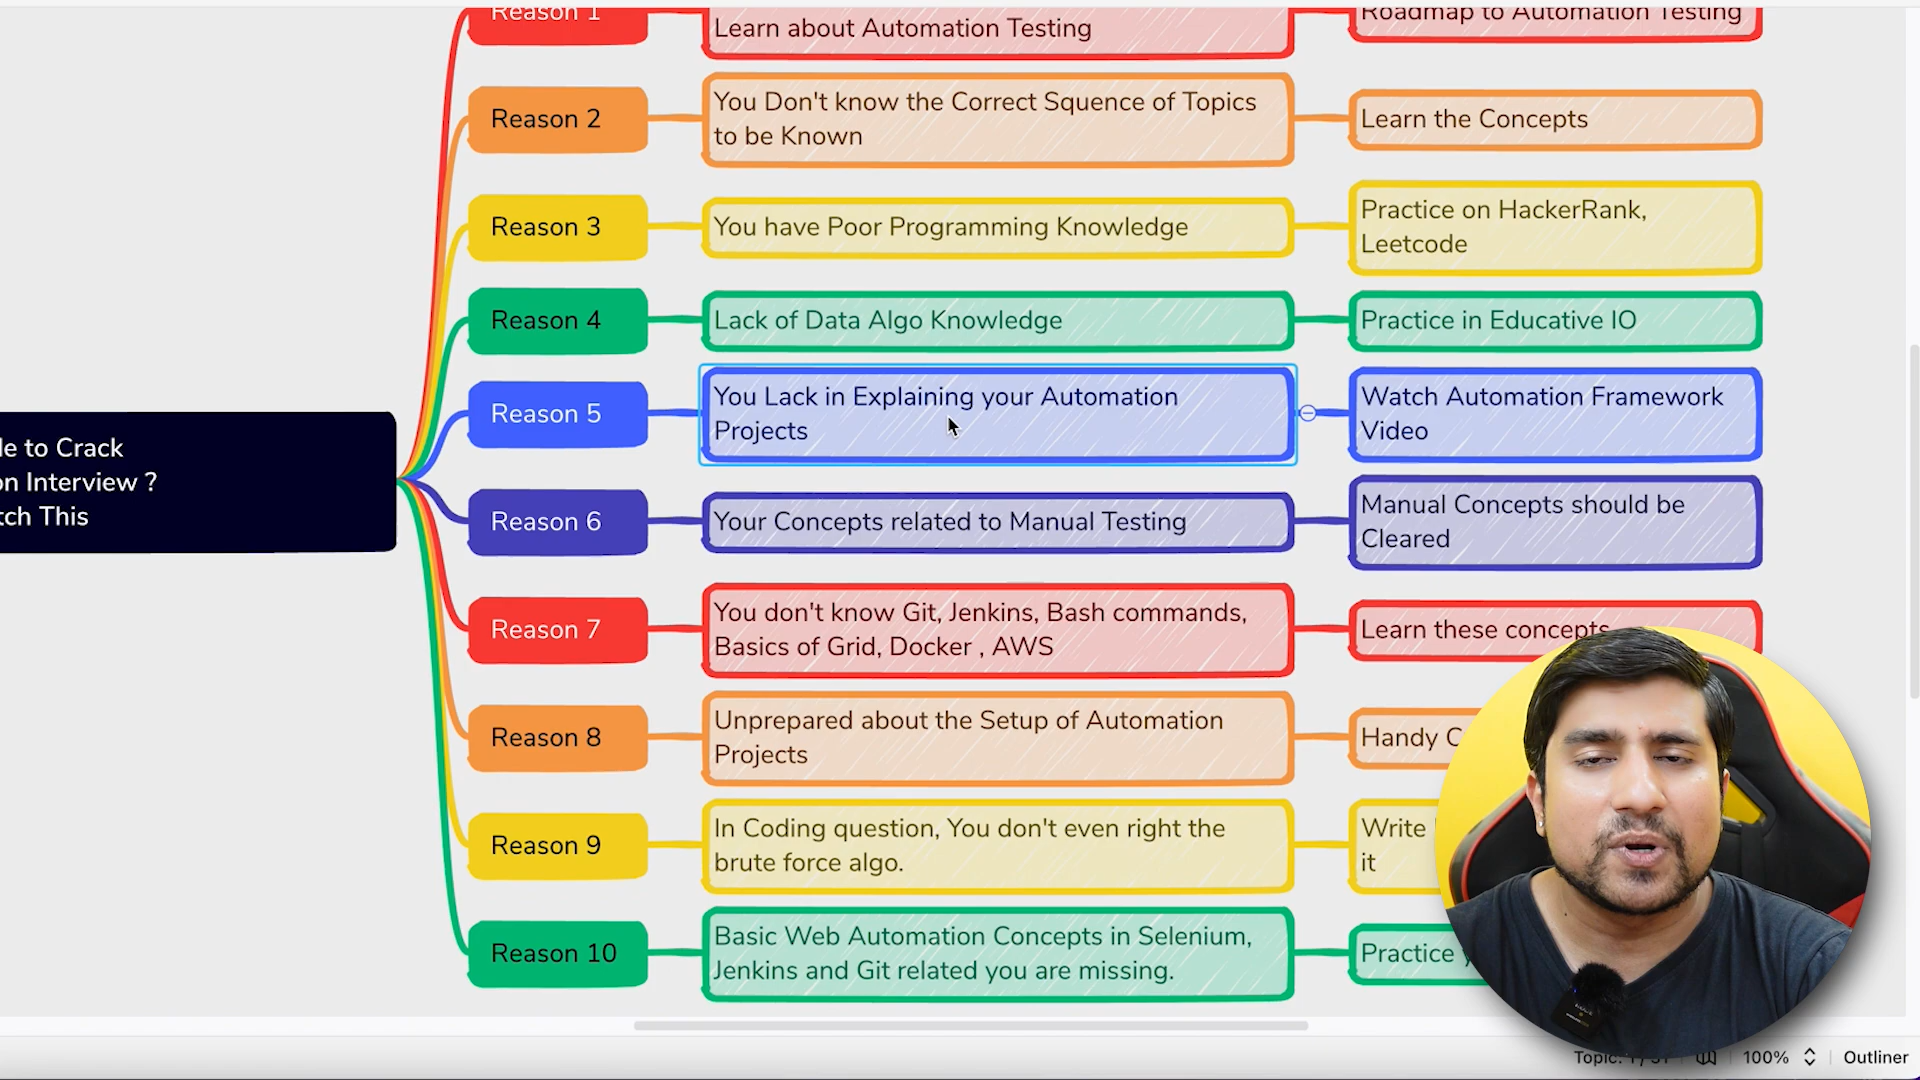 Reason 1
Learn about Automation Testing
Roadmap to Automation Testing
Reason 2
You Don't know the Correct Squence of Topics
to be Known
Learn the Concepts
Reason 3
You have Poor Programming Knowledge
Practice on HackerRank,
Leetcode
Reason 4
Lack of Data Algo Knowledge
Practice in Educative IO
Reason 5
You Lack in Explaining your Automation
Projects
Watch Automation Framework
Video
le to Crack
on Interview ?
tch This
Reason 6
Your Concepts related to Manual Testing
Manual Concepts should be
Cleared
Reason 7
You don't know Git, Jenkins, Bash commands,
Basics of Grid, Docker , AWS
Learn these concepts
Reason 8
Unprepared about the Setup of Automation
Projects
Handy C
Reason 9
In Coding question, You don't even right the
brute force algo.
Write
it
Reason 10
Basic Web Automation Concepts in Selenium,
Jenkins and Git related you are missing.
Practice
Topic: 
100%
Outliner